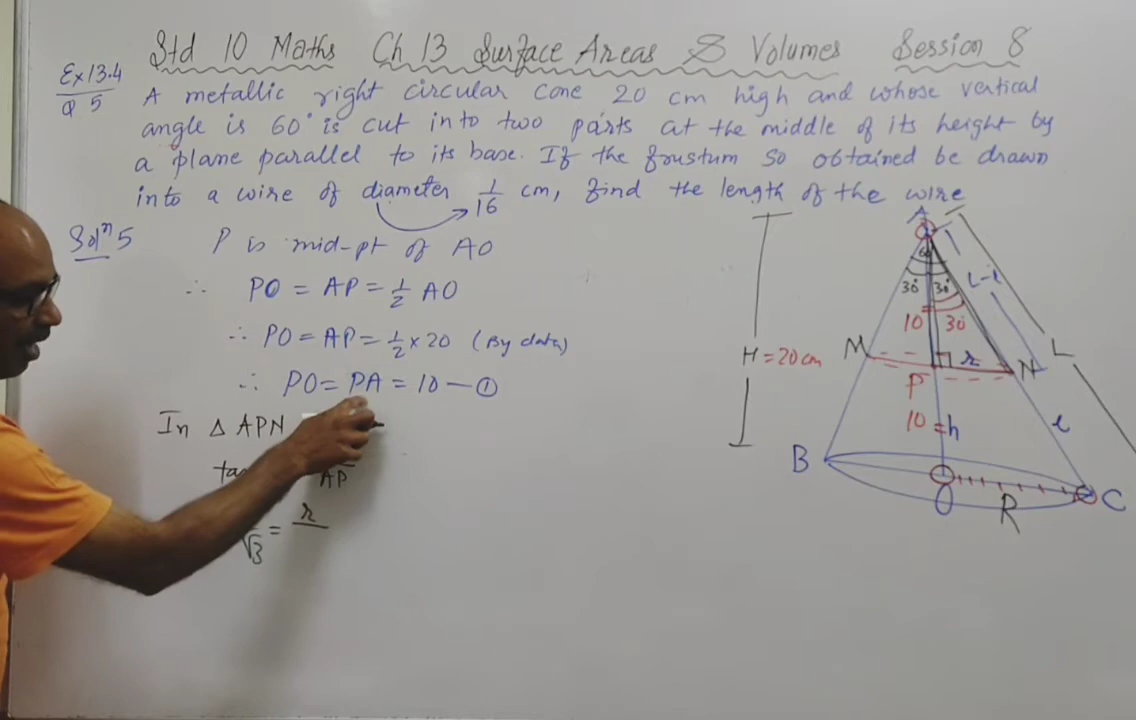 Std 10 Maths Ch 13 Surface Areas & Volumes Session 8
Ex 13.4
Q 5
A metallic right circular cone 20 cm high and whose vertical
angle is 60° is cut into two parts at the middle of its height by
a plane parallel to its base. If the frustum so obtained be drawn
into a wire of diameter 1/16 cm, find the length of the wire
Solⁿ 5
P is mid-pt of AO
∴ PO = AP = 1/2 AO
∴ PO = AP = 1/2 × 20 (By data)
∴ PO = PA = 10 — ①
In △ APN
AP
√3 = r
A
60
30° 30°
L-l
10 30
L
M r N
H = 20 cm
P
10 h
l
B
O R C